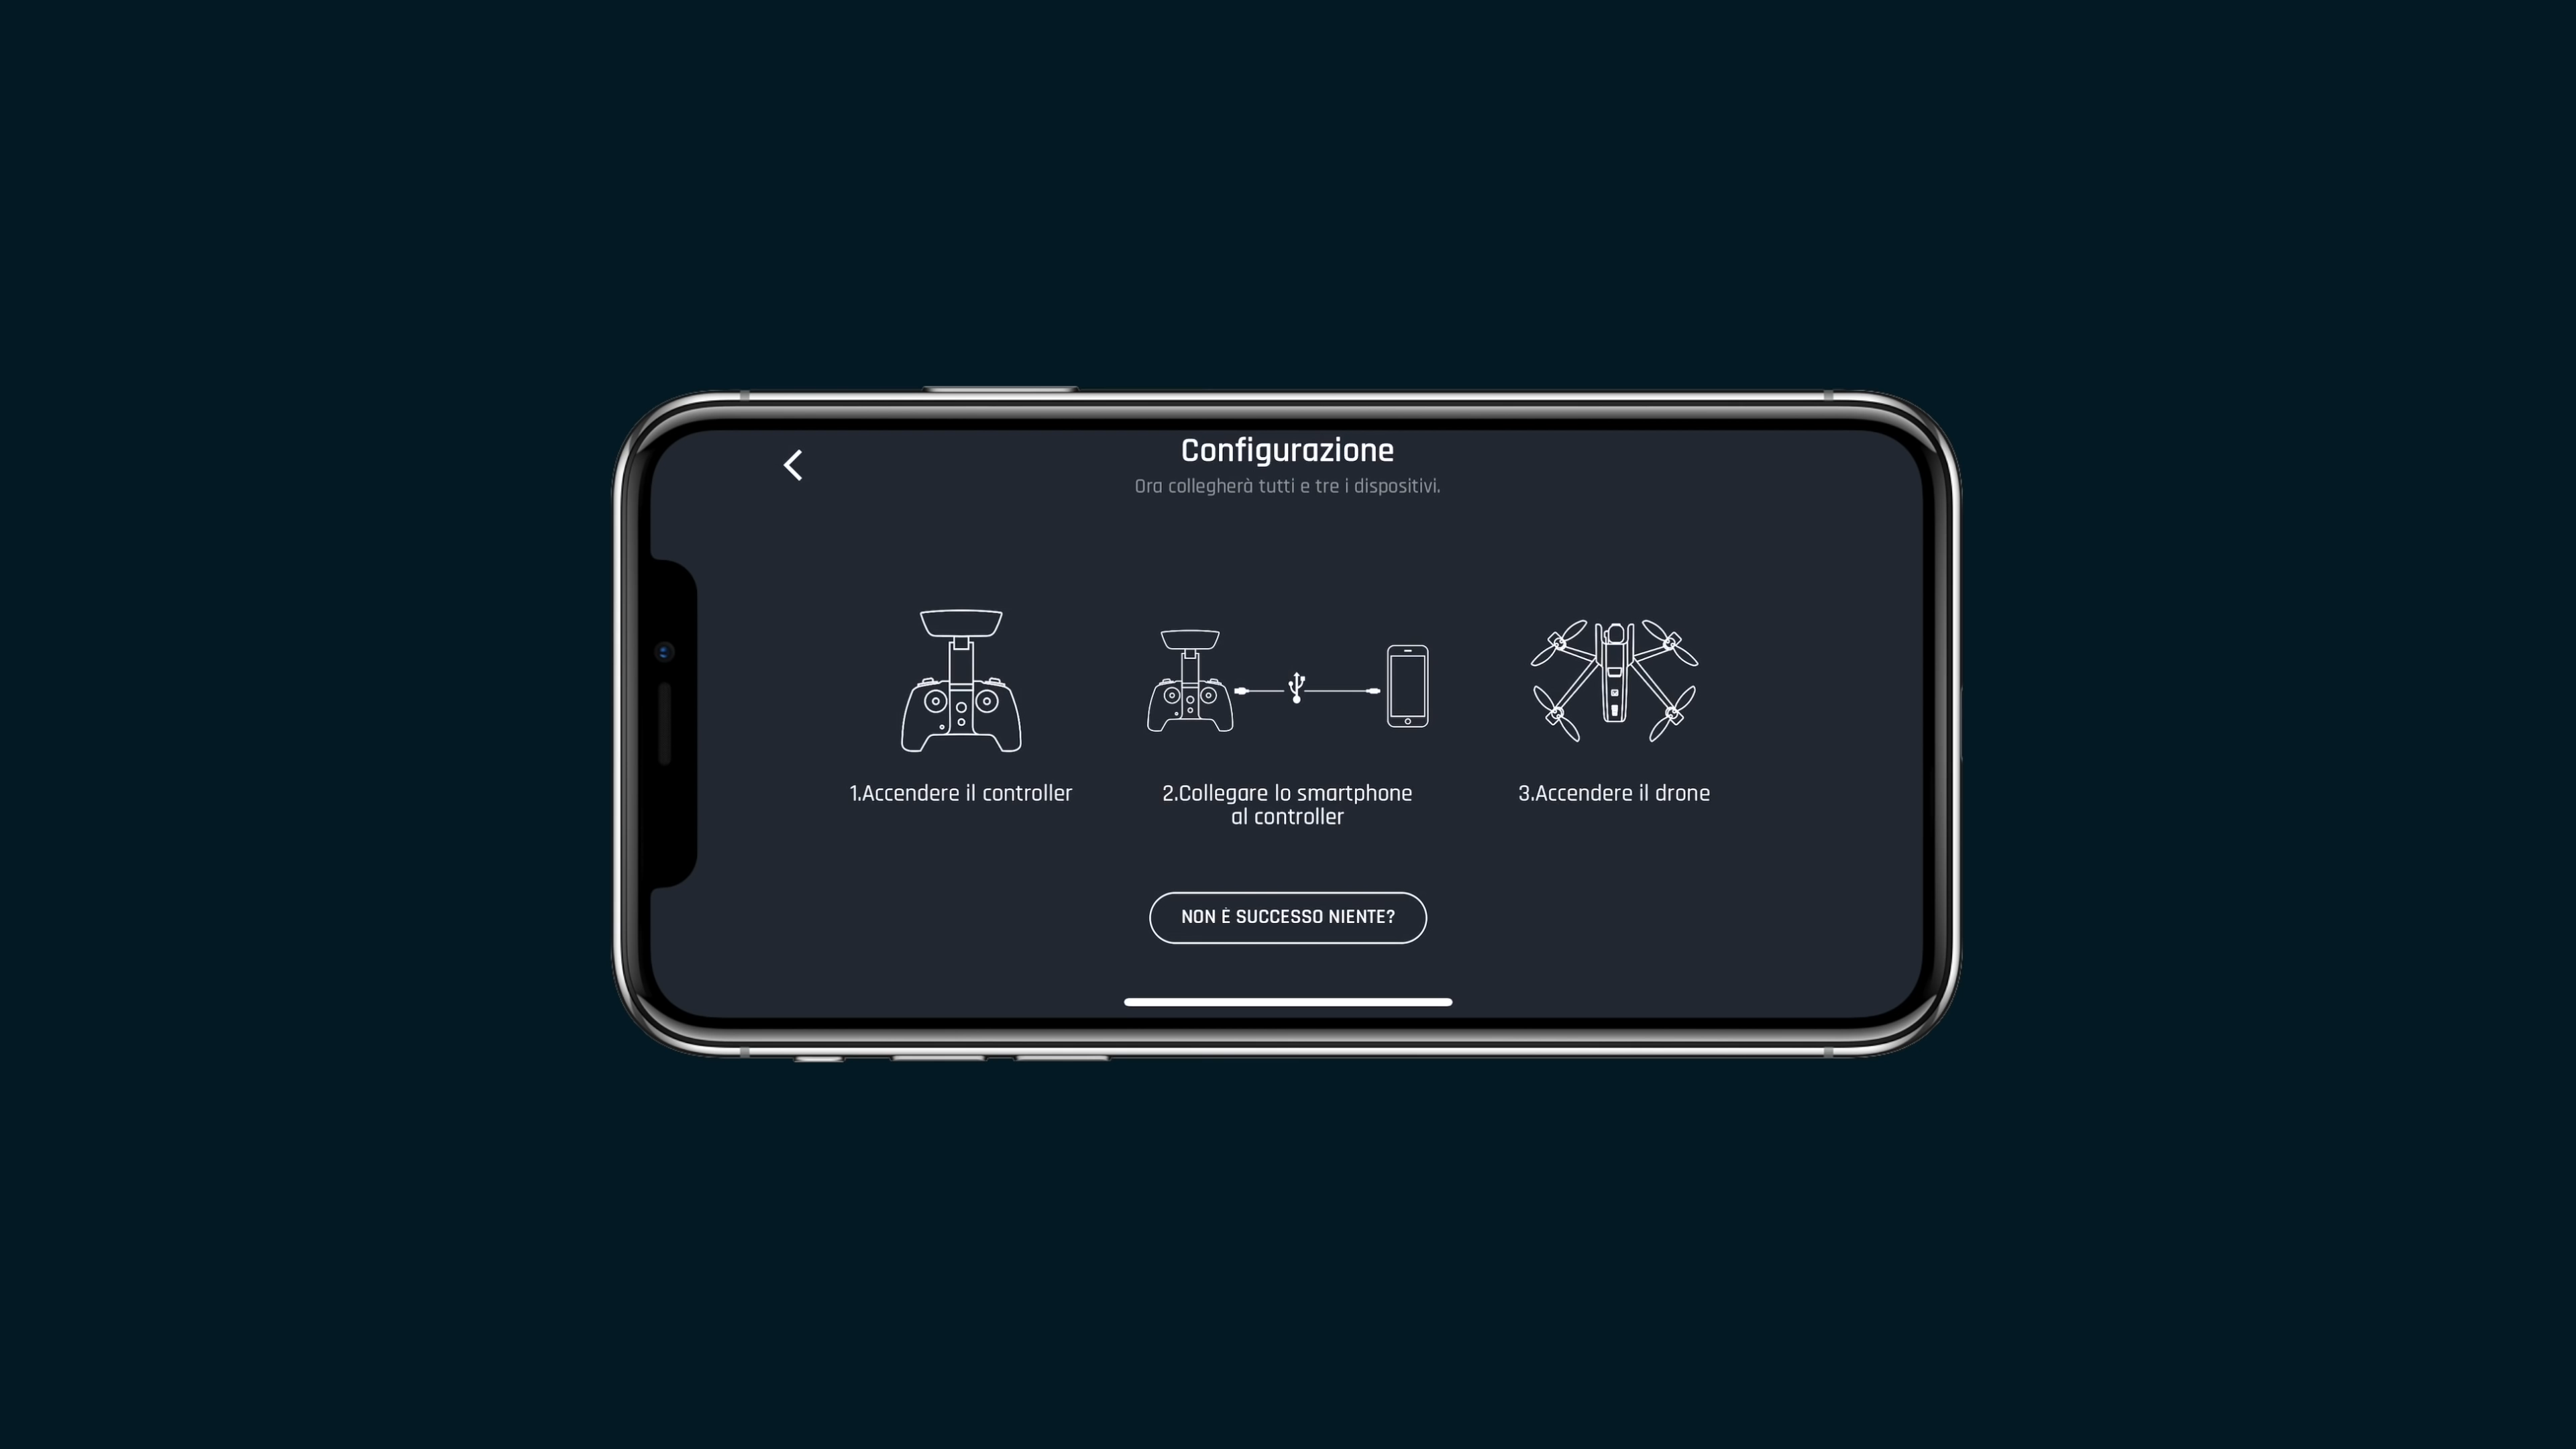 Configurazione
Ora collegherà tutti e tre i dispositivi.
1.Accendere il controller
2.Collegare lo smartphone
al controller
3.Accendere il drone
NON È SUCCESSO NIENTE?